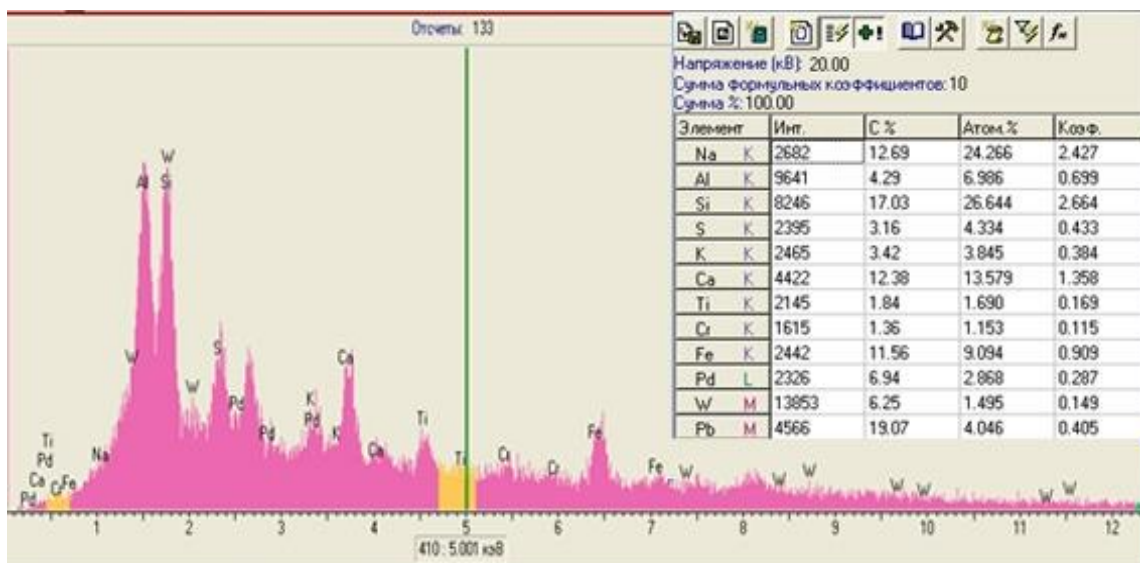 Отсчеты: 133
Напряжение (кВ): 20.00
Сумма формульных коэффициентов: 10
Сумма %: 100.00
Элемент Инт. C % Атом.% Коэф.
Na K 2682 12.69 24.266 2.427
Al K 9641 4.29 6.986 0.699
Si K 8246 17.03 26.644 2.664
S K 2395 3.16 4.334 0.433
K K 2465 3.42 3.845 0.384
Ca K 4422 12.38 13.579 1.358
Ti K 2145 1.84 1.690 0.169
Cr K 1615 1.36 1.153 0.115
Fe K 2442 11.56 9.094 0.909
Pd L 2326 6.94 2.868 0.287
W M 13853 6.25 1.495 0.149
Pb M 4566 19.07 4.046 0.405
W
Al Si
W
S
Ca
W
Pd
K
Pd
Pd
K
Ca
Ti
Ti
Cr
Cr
Fe
Fe
W
W W
W W
W W
Na
Ti
Pd
Ca
Cr Fe
Pd
1 2 3 4 5 6 7 8 9 10 11 12
410 : 5.001 кэВ